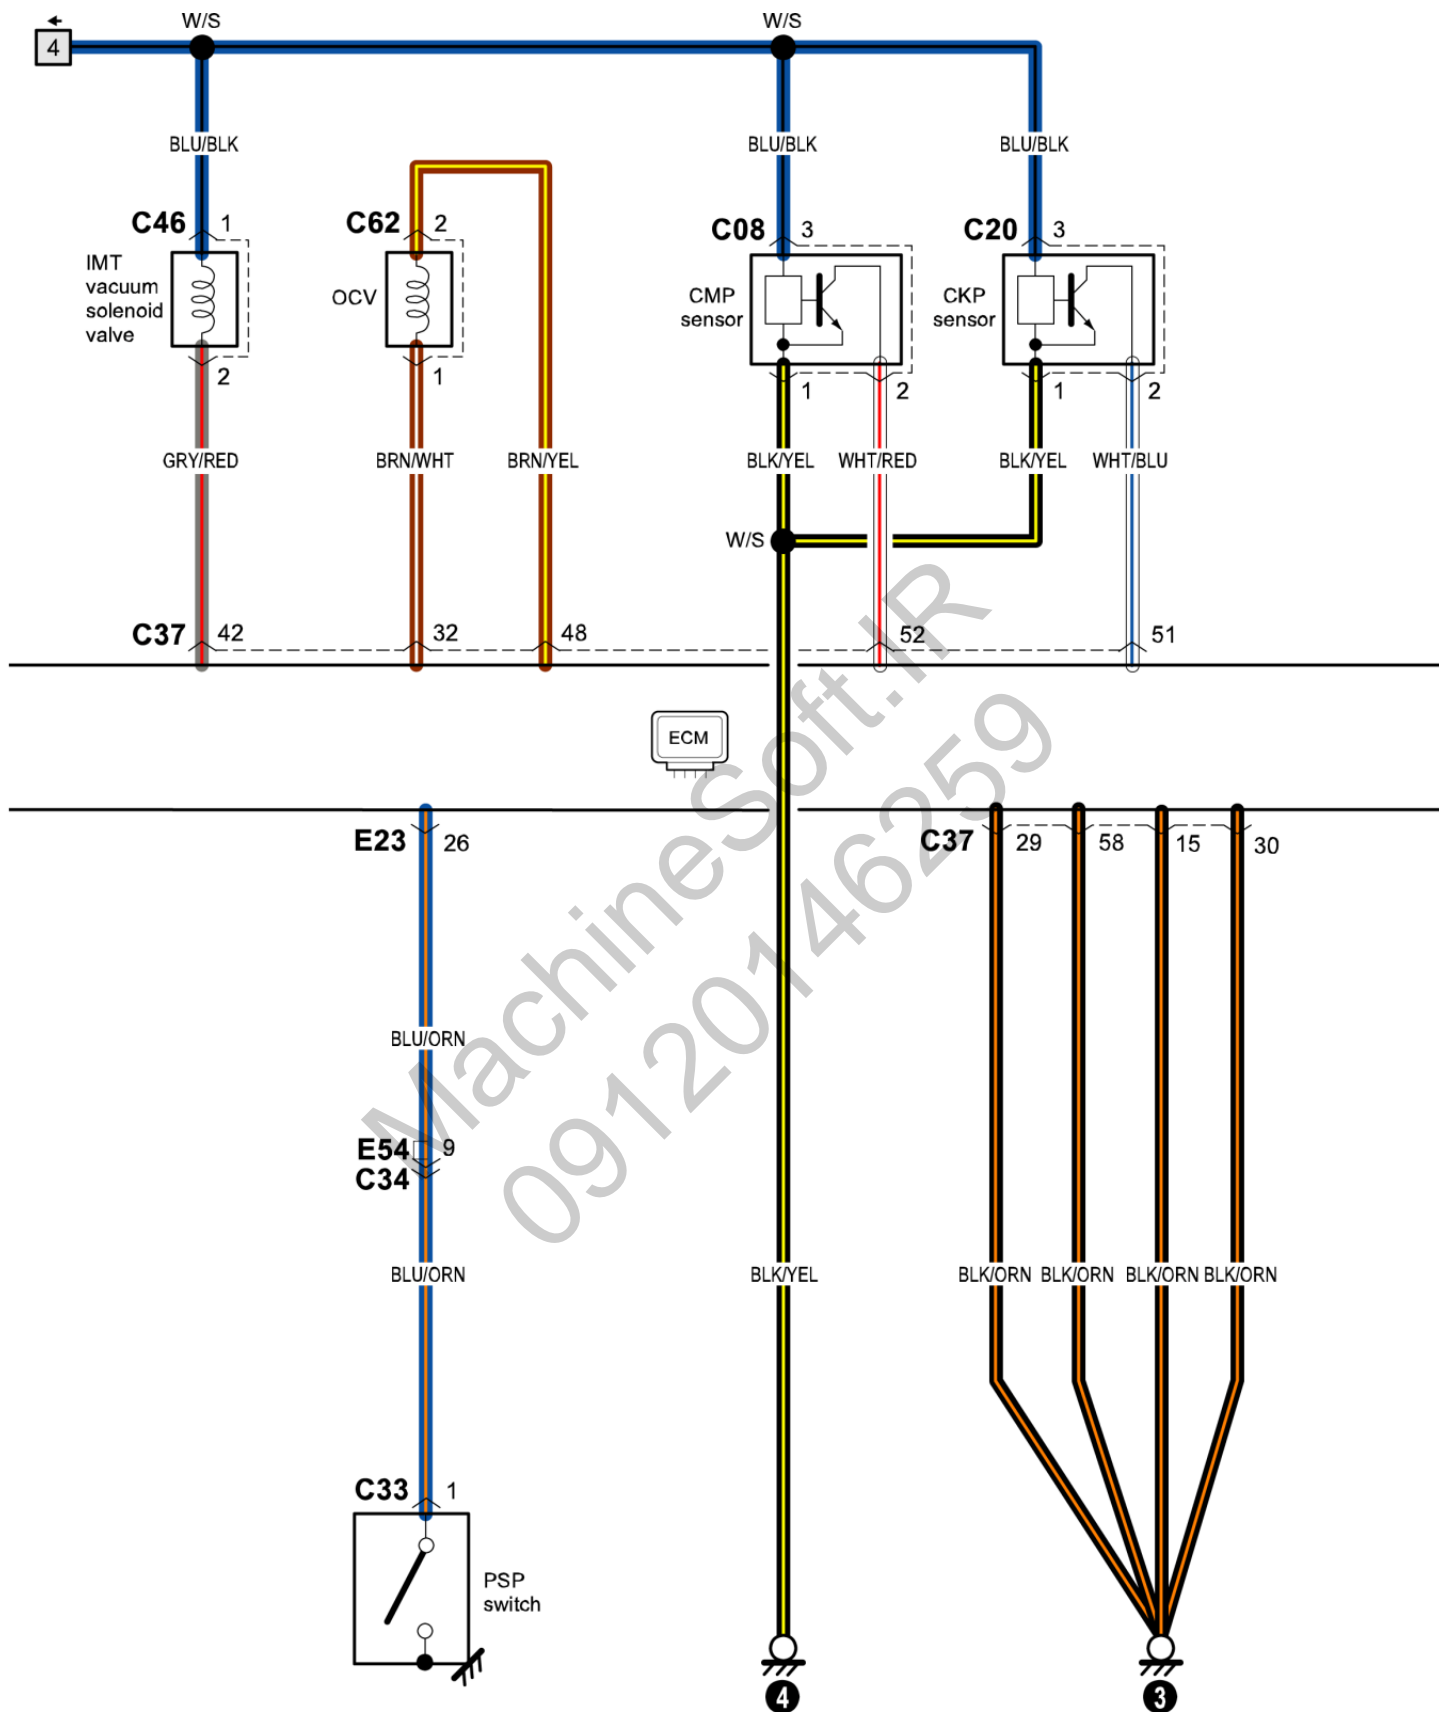 W/S
W/S
4
BLU/BLK
BLU/BLK
BLU/BLK
C46 1
C62 2
C08 3
C20 3
IMT
vacuum
solenoid
valve
OCV
CMP
sensor
CKP
sensor
2
1
1
2
1
2
GRY/RED
BRN/WHT
BRN/YEL
BLK/YEL
WHT/RED
BLK/YEL
WHT/BLU
W/S
C37 42
32
48
52
51
ECM
E23 26
C37 29
58
15
30
MachineSoft.IR
09120146259
BLU/ORN
E54 9
C34
BLU/ORN
BLK/YEL
BLK/ORN
BLK/ORN
BLK/ORN
BLK/ORN
C33 1
PSP
switch
4
3